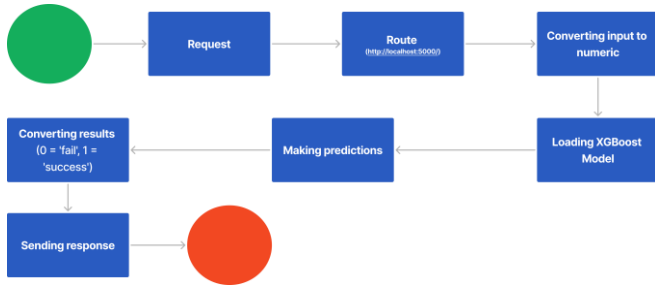 Request
Route
(http://localhost:5000/)
Converting input to
numeric
Loading XGBoost
Model
Making predictions
Converting results
(0 = 'fail', 1 =
'success')
Sending response